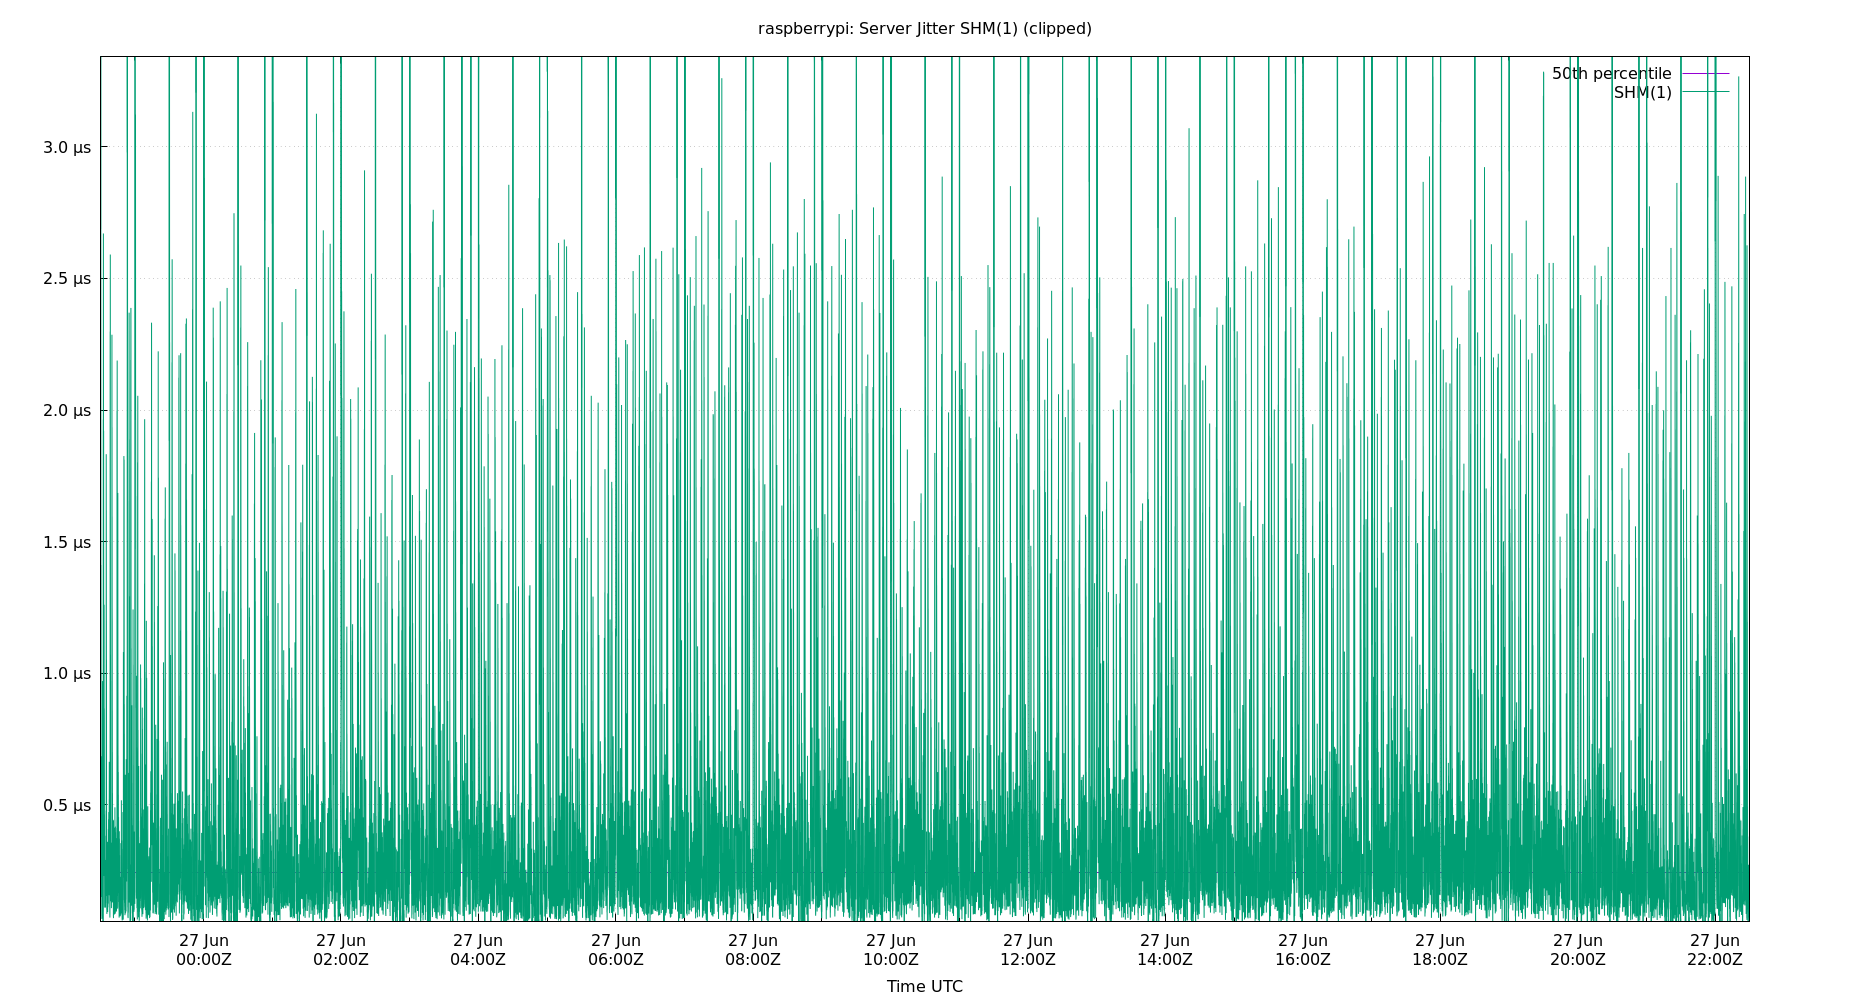 raspberrypi: Server Jitter SHM(1) (clipped)
50th percentile
SHM(1)
3.0 µs
2.5 µs
2.0 µs
1.5 µs
1.0 µs
0.5 µs
27 Jun 27 Jun 27 Jun 27 Jun 27 Jun 27 Jun 27 Jun 27 Jun 27 Jun 27 Jun 27 Jun 27 Jun
00:00Z 02:00Z 04:00Z 06:00Z 08:00Z 10:00Z 12:00Z 14:00Z 16:00Z 18:00Z 20:00Z 22:00Z
Time UTC